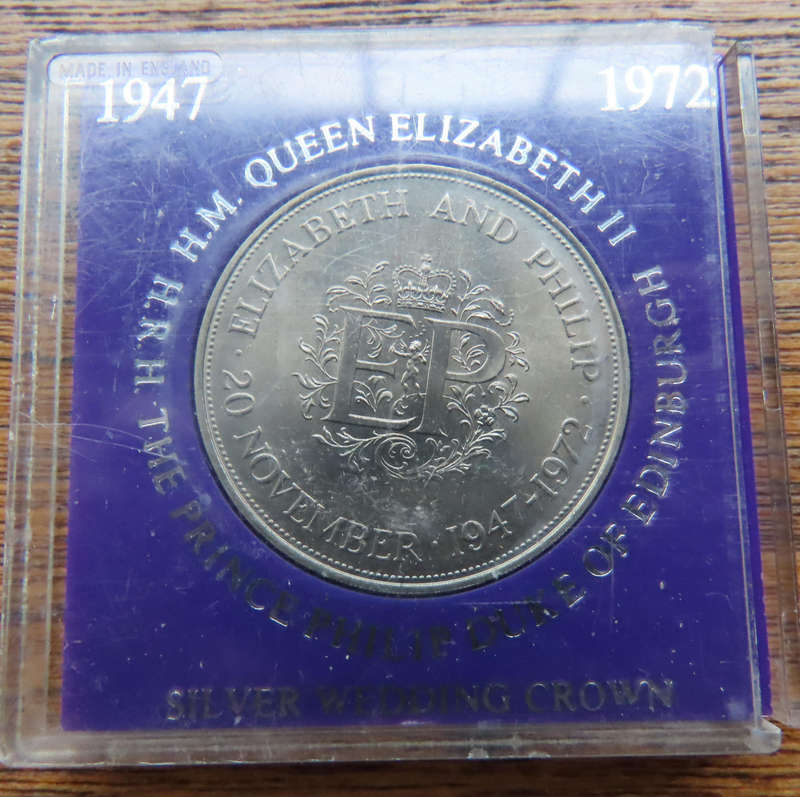 MADE IN ENGLAND
1947
1972
H.M. QUEEN ELIZABETH II
H.R.H. THE PRINCE PHILIP DUKE OF EDINBURGH
ELIZABETH AND PHILIP
· 20 NOVEMBER · 1947-1972 ·
EP
SILVER WEDDING CROWN